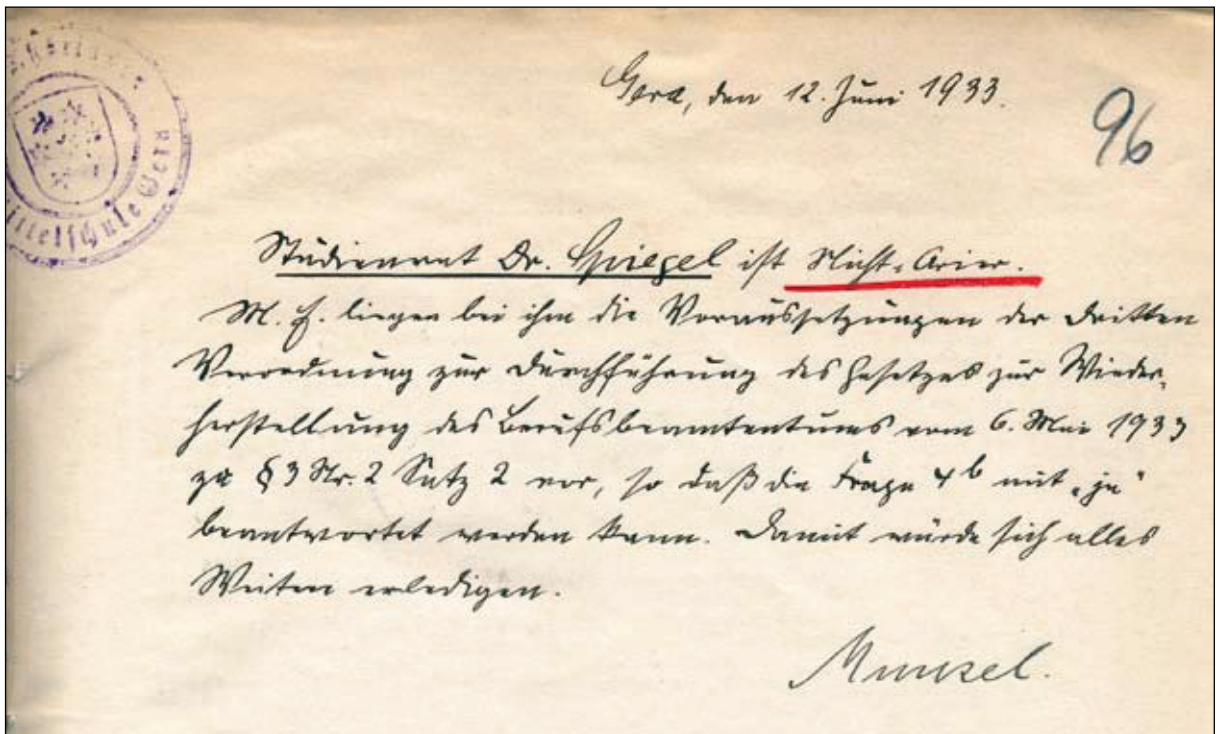 Gera, den 12. Juni 1933.
96
Mittelschule Gera
Studienrat Dr. Spiegel ist Nicht-Arier.
M. E. liegen bei ihm die Voraussetzungen der Dritten
Verordnung zur Durchführung des Gesetzes zur Wieder-
herstellung des Berufsbeamtentums vom 6. Mai 1933
zu § 3 Nr. 2 Satz 2 vor, so daß die Frage 4b mit „ja“
beantwortet werden kann. Damit würde sich alles
Weitere erledigen.